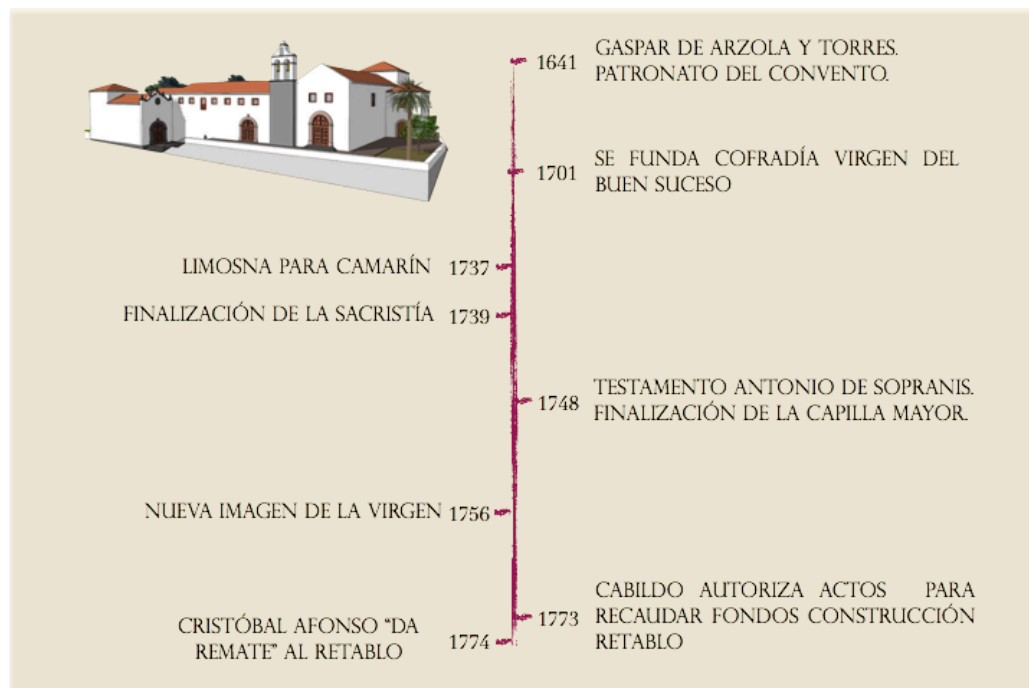 1641
GASPAR DE ARZOLA Y TORRES.
PATRONATO DEL CONVENTO.
1701
SE FUNDA COFRADÍA VIRGEN DEL
BUEN SUCESO
LIMOSNA PARA CAMARÍN 1737
FINALIZACIÓN DE LA SACRISTÍA 1739
1748
TESTAMENTO ANTONIO DE SOPRANIS.
FINALIZACIÓN DE LA CAPILLA MAYOR.
NUEVA IMAGEN DE LA VIRGEN 1756
1773
CABILDO AUTORIZA ACTOS PARA
RECAUDAR FONDOS CONSTRUCCIÓN
RETABLO
CRISTÓBAL AFONSO “DA
REMATE” AL RETABLO
1774